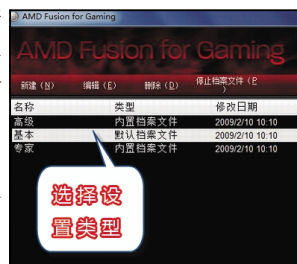 AMD Fusion for Gaming
AMD Fusion for Gaming
新建（N） 编辑（E） 删除（D） 停止档案文件（P）
名称 类型 修改日期
高级 内置档案文件 2009/2/10 10:10
基本 默认档案文件 2009/2/10 10:10
专家 内置档案文件 2009/2/10 10:10
选择设
置类型